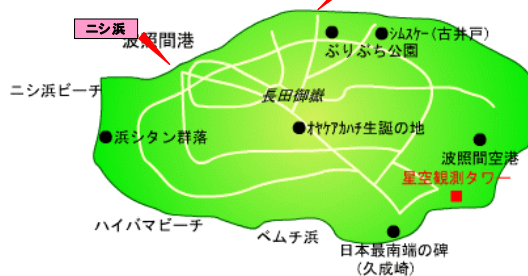 ニシ浜
波照間港
シムスケー(古井戸)
ぶりぶち公園
ニシ浜ビーチ
長田御嶽
オヤケアカハチ生誕の地
浜シタン群落
波照間空港
星空観測タワー
ハイバマビーチ
ペムチ浜
日本最南端の碑
(久成崎)